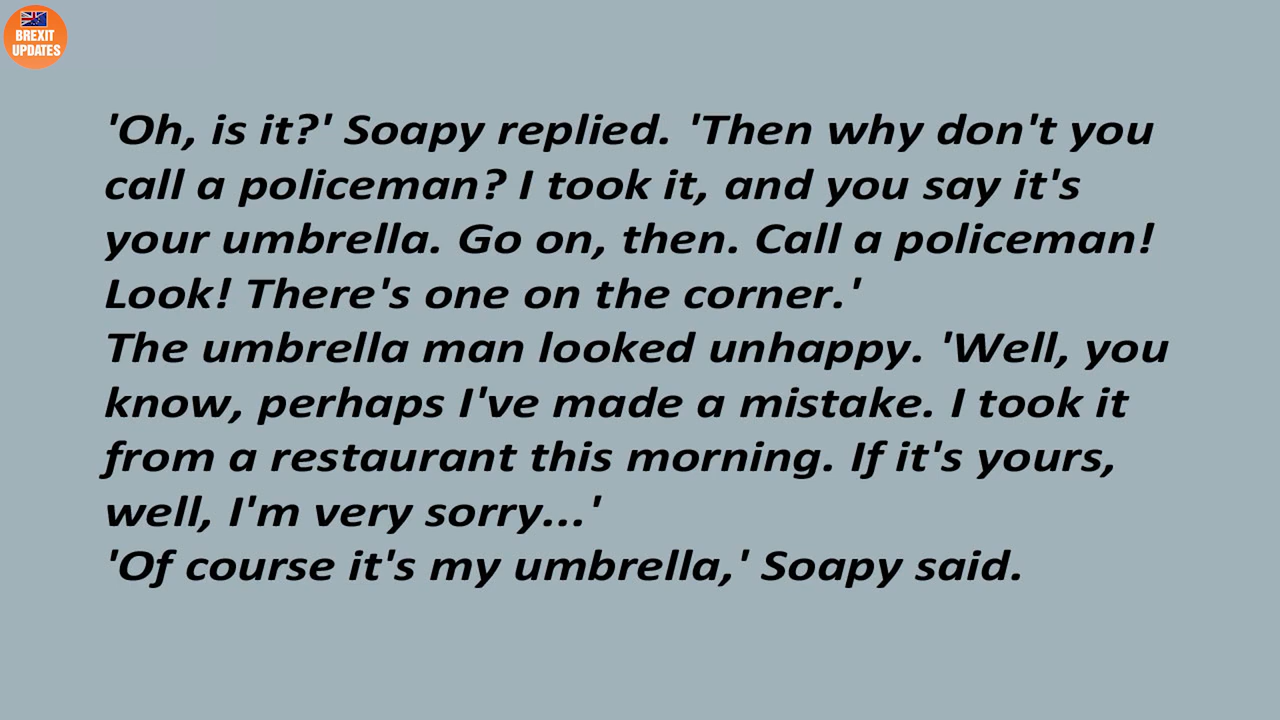 BREXIT
UPDATES
'Oh, is it?' Soapy replied. 'Then why don't you
call a policeman? I took it, and you say it's
your umbrella. Go on, then. Call a policeman!
Look! There's one on the corner.'
The umbrella man looked unhappy. 'Well, you
know, perhaps I've made a mistake. I took it
from a restaurant this morning. If it's yours,
well, I'm very sorry...'
'Of course it's my umbrella,' Soapy said.